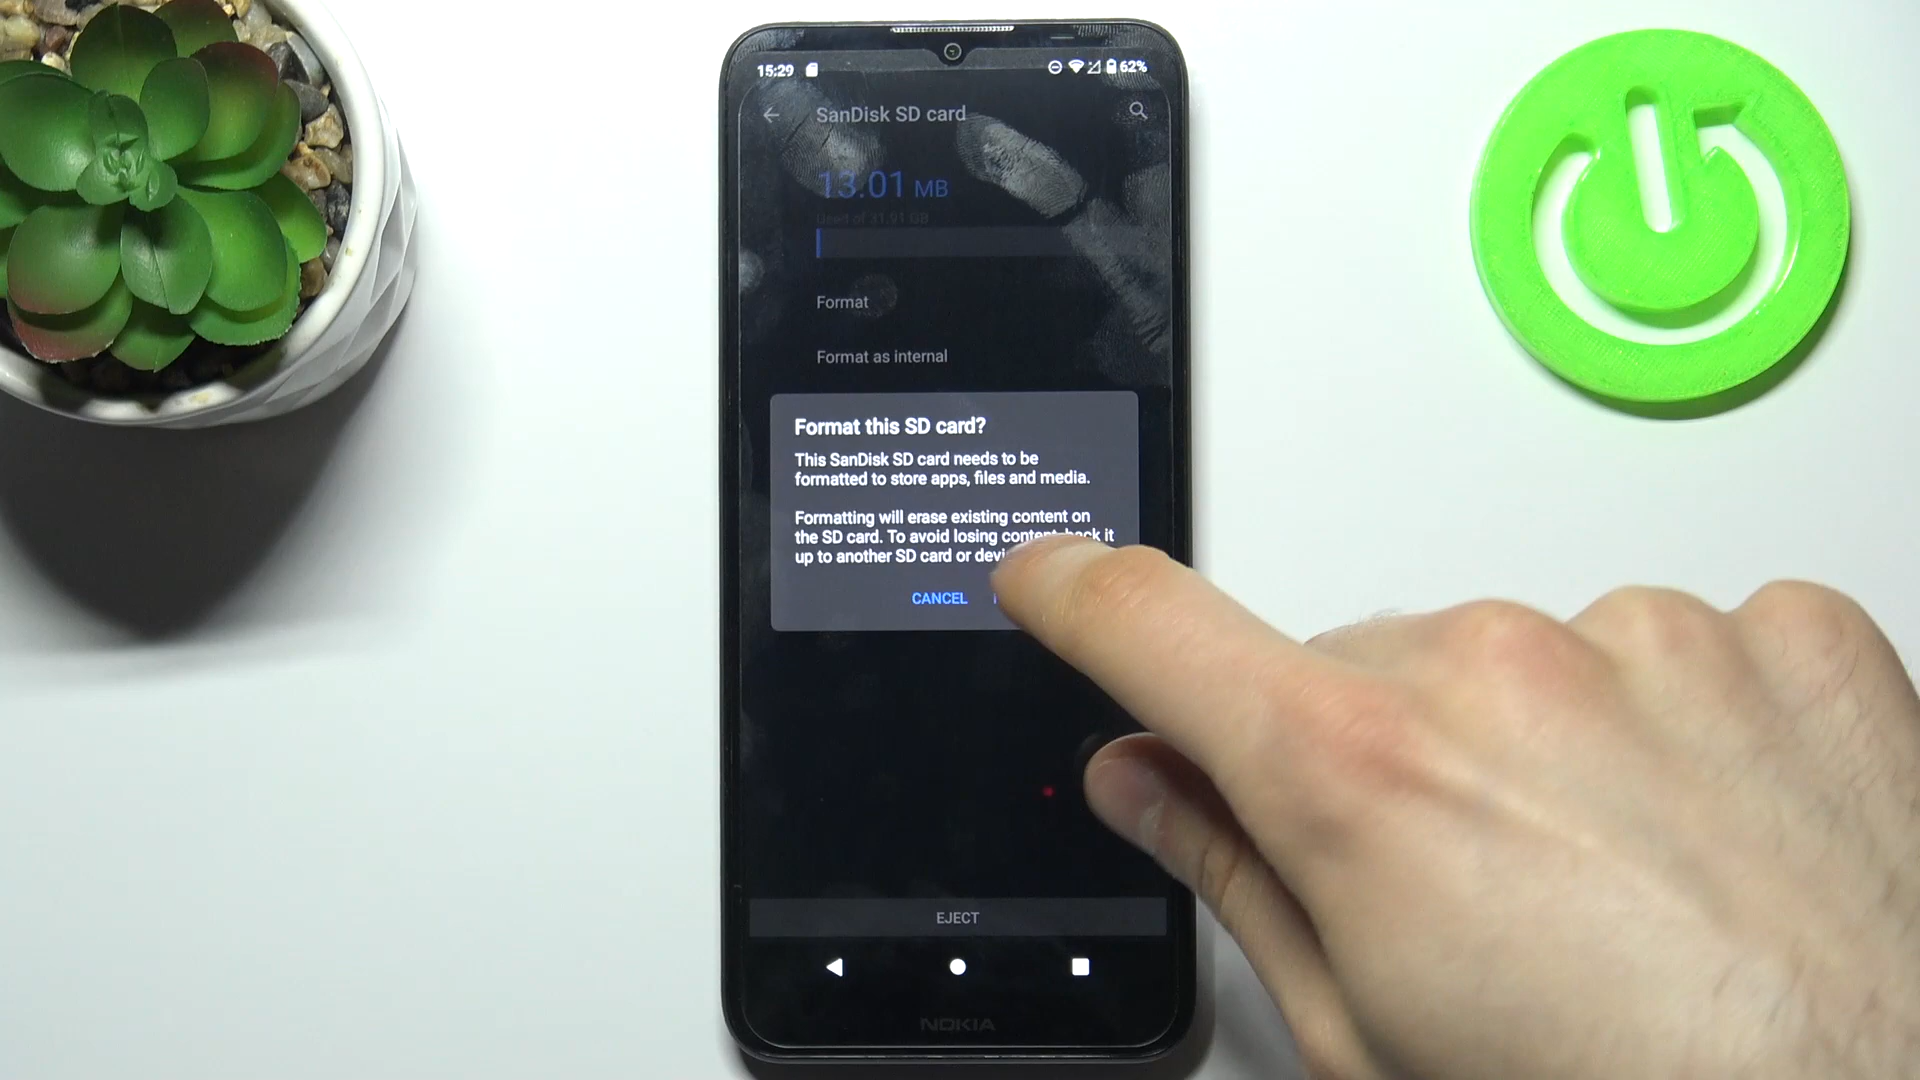 15:29
62%
SanDisk SD card
13.01 MB
Used of 31.91 GB
Format
Format as internal
Format this SD card?
This SanDisk SD card needs to be
formatted to store apps, files and media.
Formatting will erase existing content on
the SD card. To avoid losing content, back it
up to another SD card or
CANCEL
EJECT
NOKIA